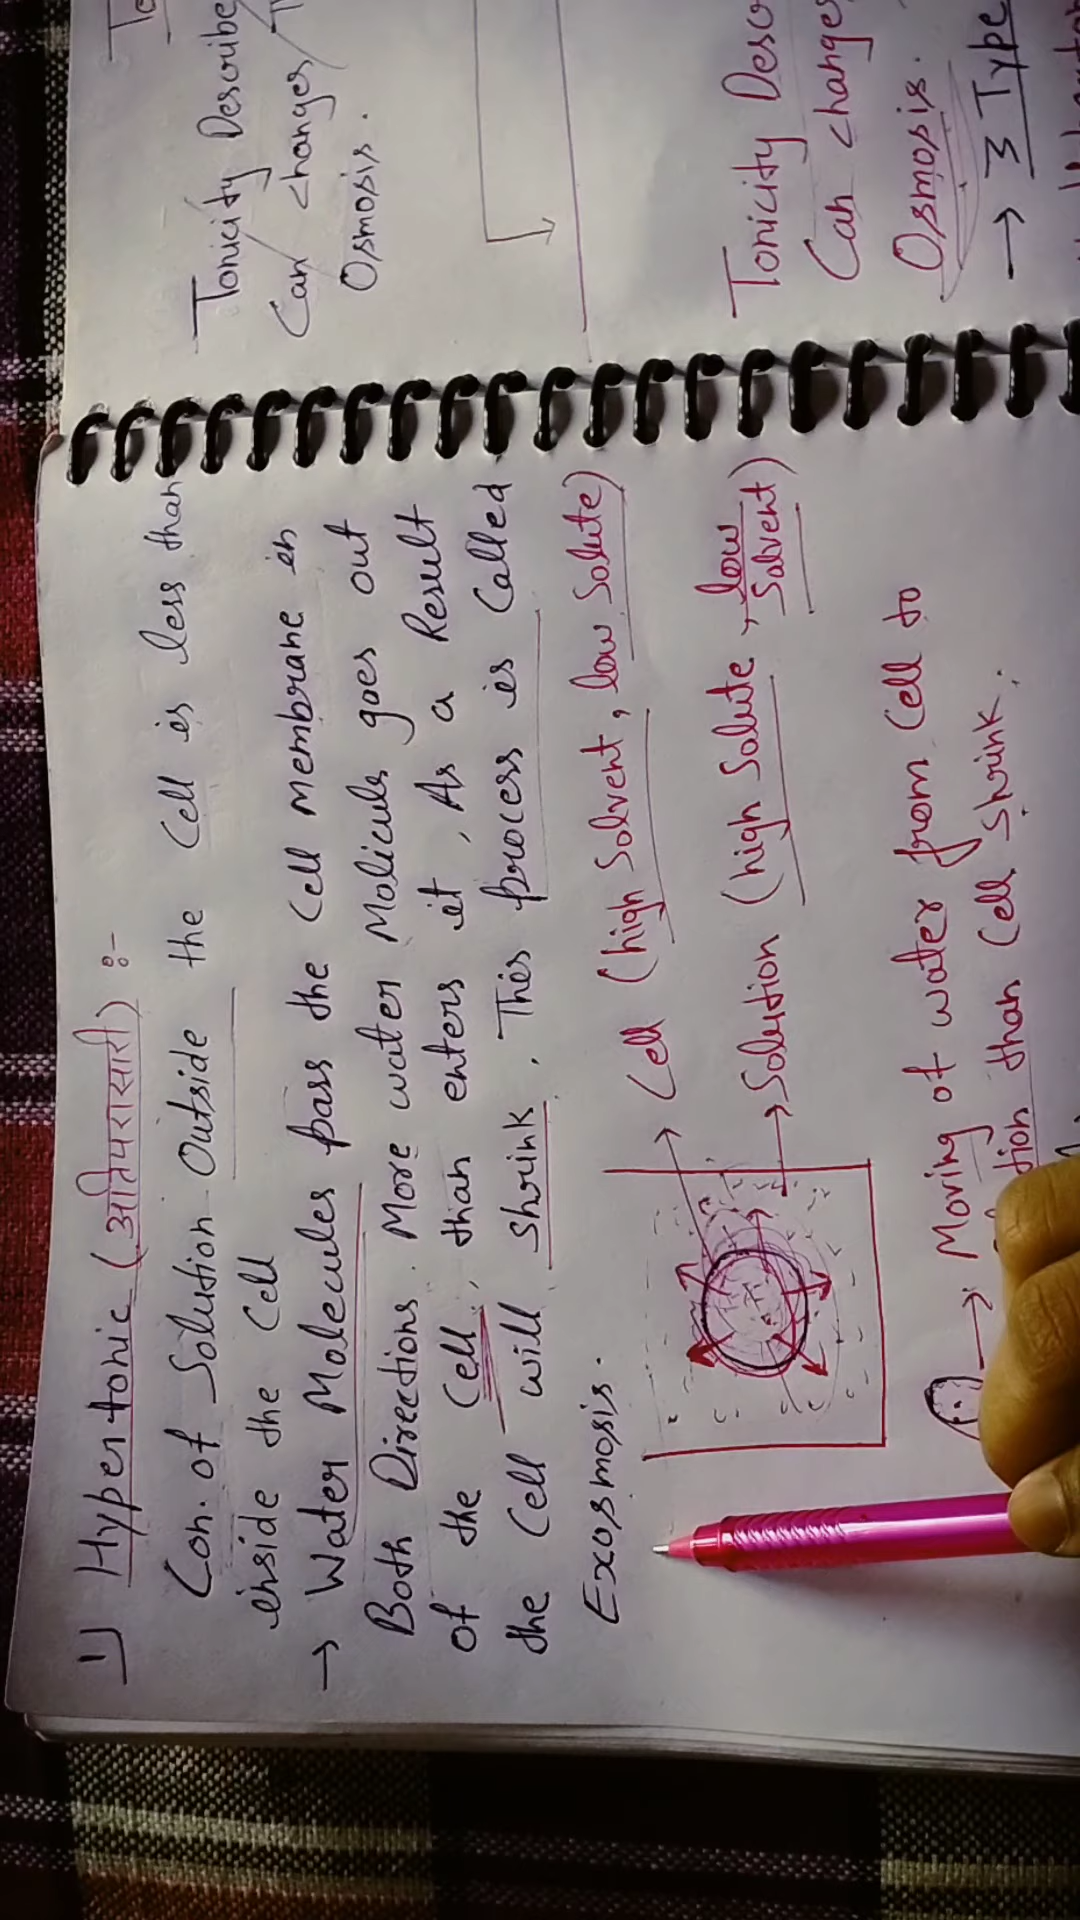 1) Hypertonic (अतिपरासारी) :-
Con. of Solution Outside the Cell is less than
inside the Cell
→ Water Molecules pass the Cell membrane in
Both Directions. More water Moliculs goes out
of the Cell, than enters it, As a Result
the Cell will shrink. This process is Called
Exosmosis.
→ Cell (high Solvent, low Solute)
→ Solution (high Solute, low Solvent)
→ Moving of water from Cell to
than Cell Shrink.
Tonicity Describe
Can changes
Osmosis.
Tonicity Desc
Can changes
Osmosis.
→ 3 Type